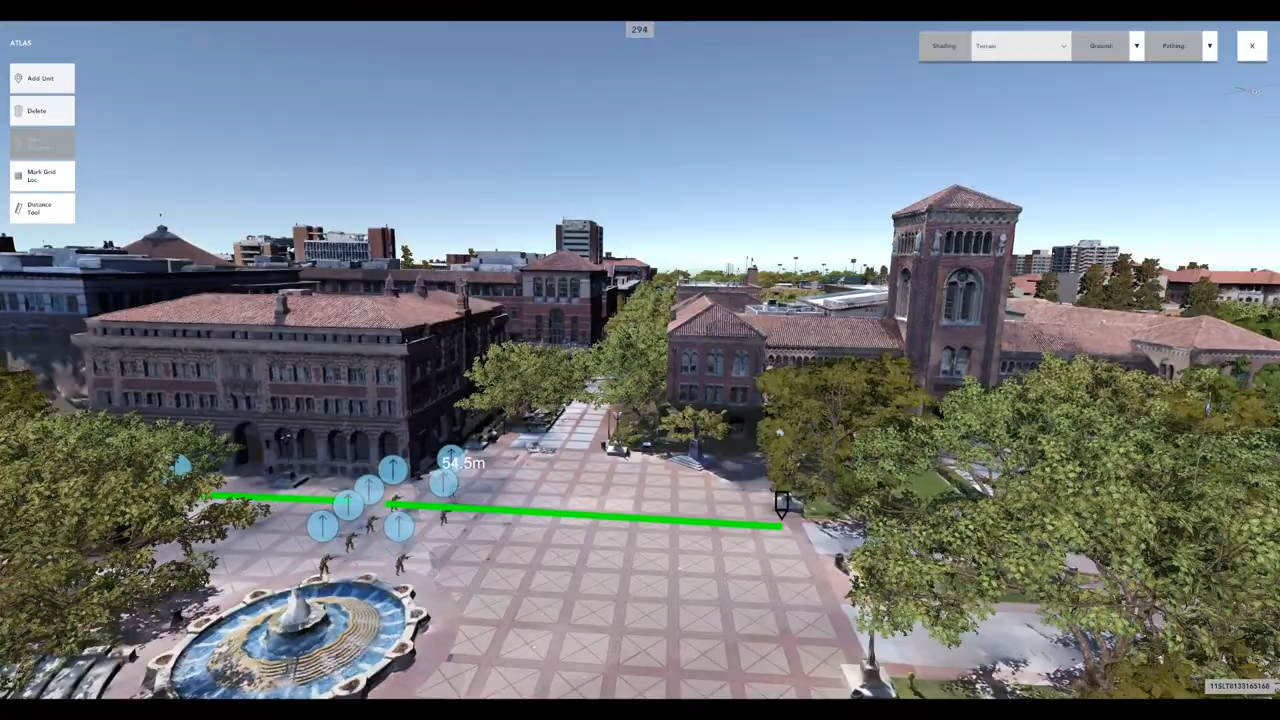 294
ATLAS
Shading:
Terrain
Ground:
Pathing:
X
Add Unit
Delete
Mark Grid
Loc
Distance
Tool
54.5m
11SLT8133165168